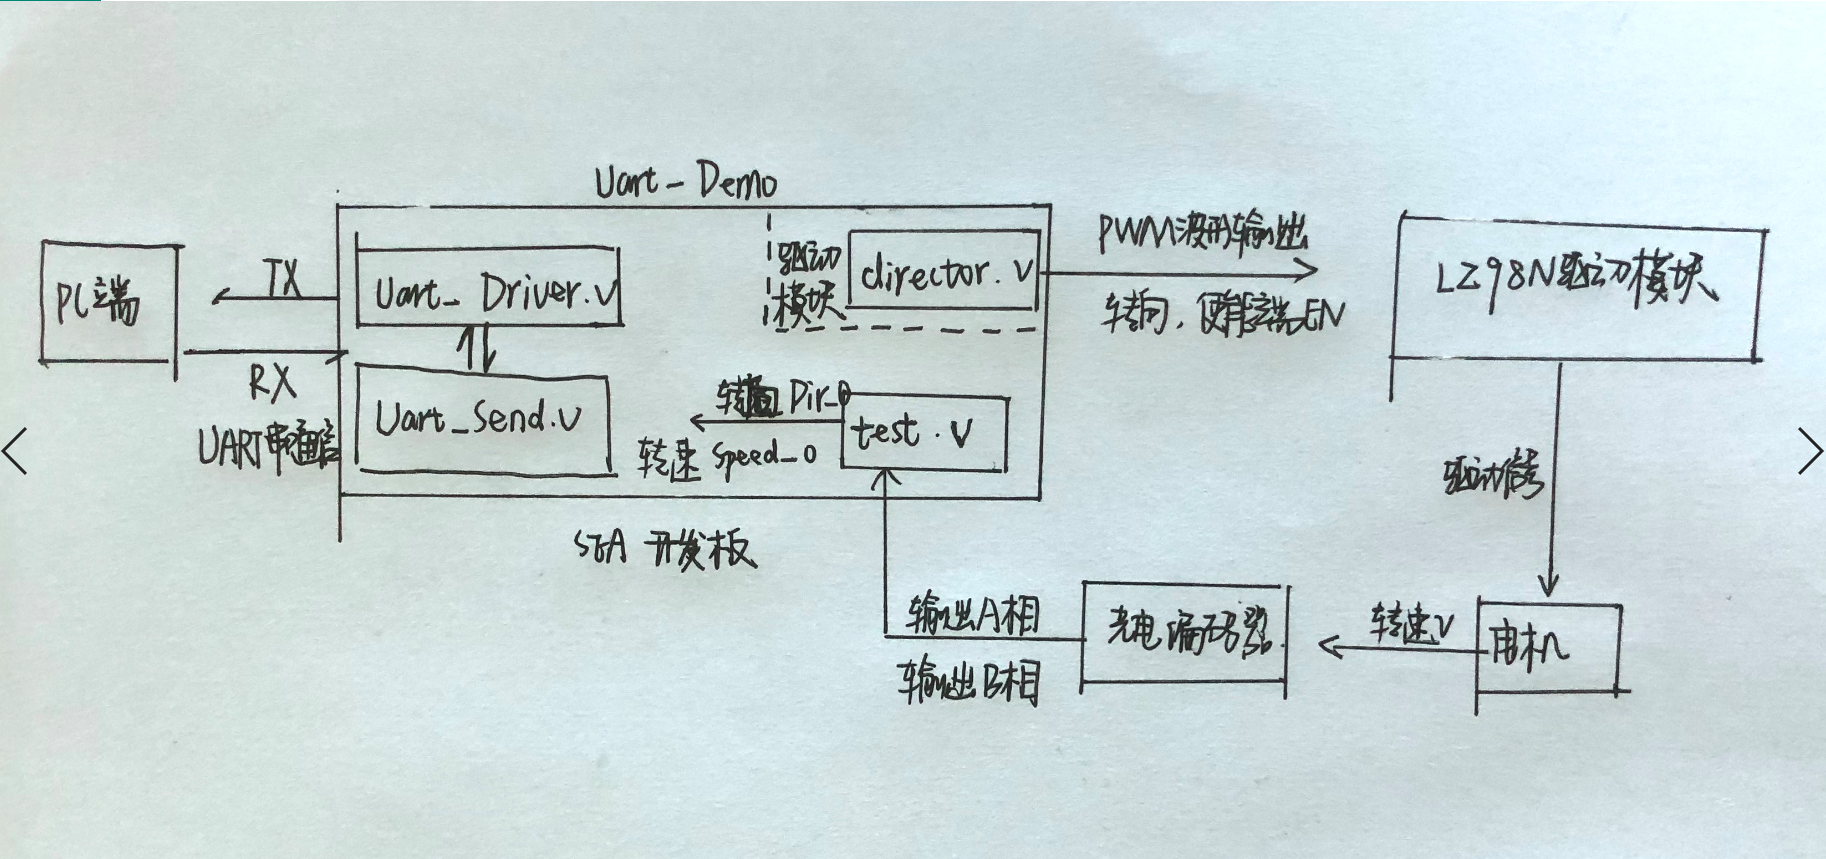 Uart_Demo
PC端
TX
RX
UART串口通信
Uart_Driver.v
Uart_Send.v
驱动
模块
director.v
转向 Dir_0
转速 Speed_0
test.v
开发板
PWM波形输出
转向、使能端EN
LZ98N驱动模块
驱动信号
电机
转速V
光电编码器.
输出A相
输出B相